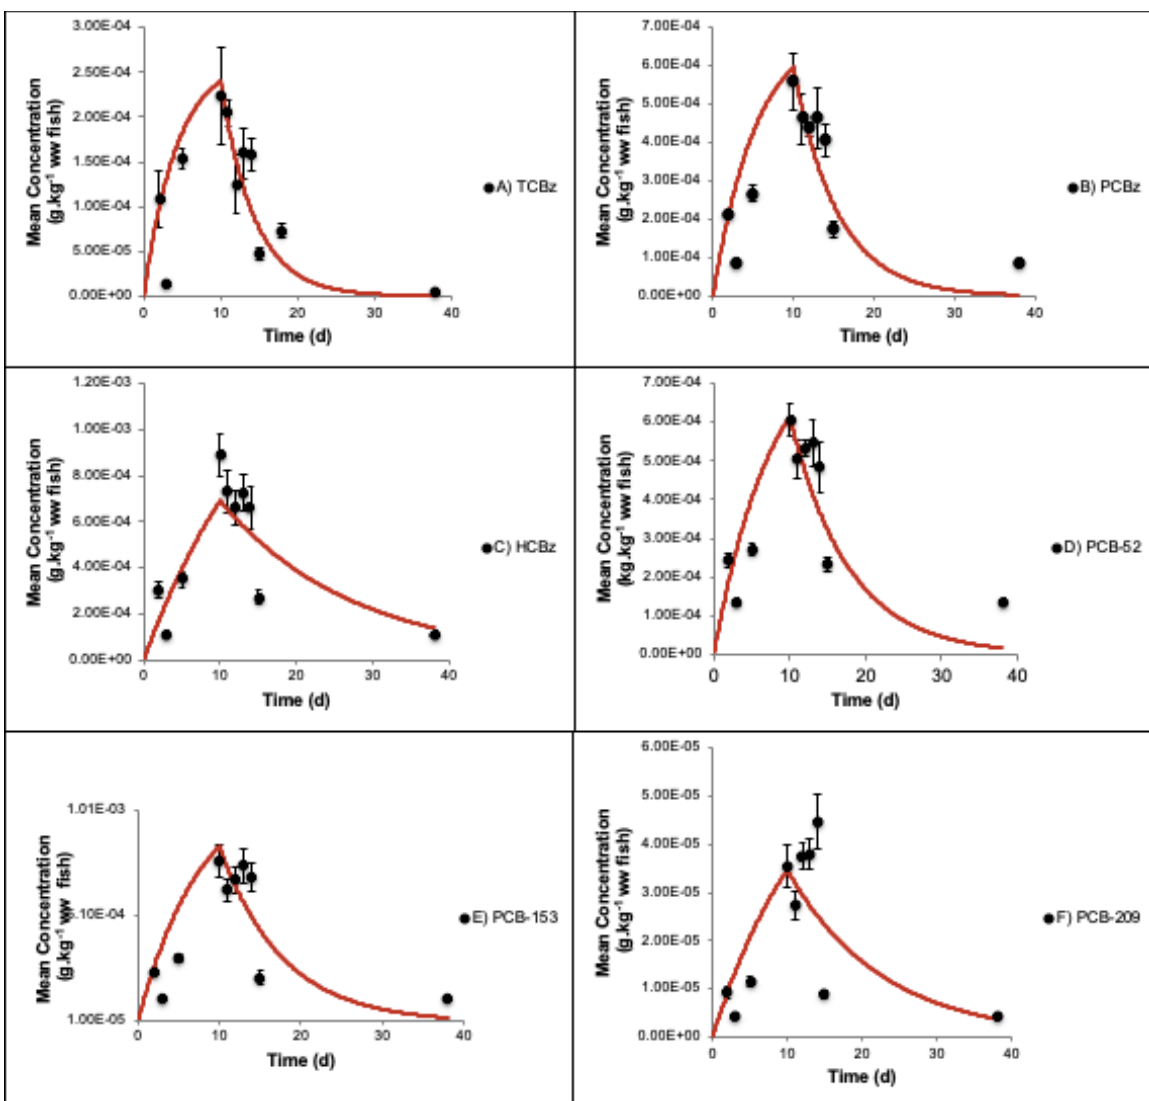 3.00E-04
2.50E-04
2.00E-04
1.50E-04
1.00E-04
5.00E-05
0.00E+00
Mean Concentration
(g.kg⁻¹ ww fish)
0 10 20 30 40
Time (d)
A) TCBz
7.00E-04
6.00E-04
5.00E-04
4.00E-04
3.00E-04
2.00E-04
1.00E-04
0.00E+00
Mean Concentration
(g.kg⁻¹ ww fish)
0 10 20 30 40
Time (d)
B) PCBz
1.20E-03
1.00E-03
8.00E-04
6.00E-04
4.00E-04
2.00E-04
0.00E+00
Mean Concentration
(g.kg⁻¹ ww fish)
0 10 20 30 40
Time (d)
C) HCBz
7.00E-04
6.00E-04
5.00E-04
4.00E-04
3.00E-04
2.00E-04
1.00E-04
0.00E+00
Mean Concentration
(kg.kg⁻¹ ww fish)
0 10 20 30 40
Time (d)
D) PCB-52
1.01E-03
5.10E-04
1.00E-05
Mean Concentration
(g.kg⁻¹ ww fish)
0 10 20 30 40
Time (d)
E) PCB-153
6.00E-05
5.00E-05
4.00E-05
3.00E-05
2.00E-05
1.00E-05
0.00E+00
Mean Concentration
(g.kg⁻¹ ww fish)
0 10 20 30 40
Time (d)
F) PCB-209